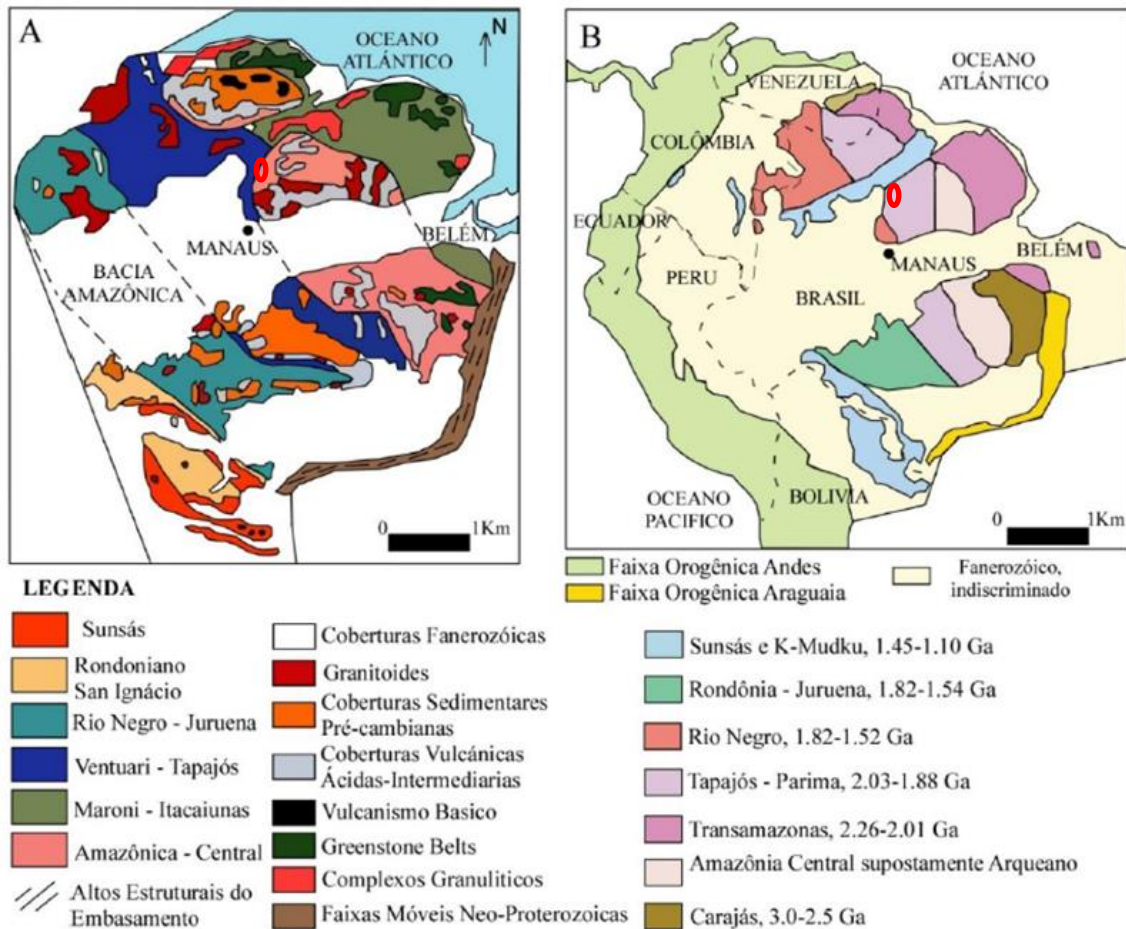 A
N
OCEANO
ATLÁNTICO
MANAUS
BELÉM
BACIA
AMAZÔNICA
0 1Km
B
VENEZUELA
OCEANO
ATLÁNTICO
COLÔMBIA
ECUADOR
PERU
MANAUS
BELÉM
BRASIL
OCEANO
PACIFICO
BOLIVIA
0 1Km
LEGENDA
Sunsás
Rondoniano
San Ignácio
Rio Negro - Juruena
Ventuari - Tapajós
Maroni - Itacaiunas
Amazônica - Central
Altos Estruturais do
Embasamento
Coberturas Fanerozóicas
Granitoides
Coberturas Sedimentares
Pré-cambianas
Coberturas Vulcánicas
Ácidas-Intermediarias
Vulcanismo Basico
Greenstone Belts
Complexos Granuliticos
Faixas Móveis Neo-Proterozoicas
Faixa Orogênica Andes
Faixa Orogênica Araguaia
Fanerozóico,
indiscriminado
Sunsás e K-Mudku, 1.45-1.10 Ga
Rondônia - Juruena, 1.82-1.54 Ga
Rio Negro, 1.82-1.52 Ga
Tapajós - Parima, 2.03-1.88 Ga
Transamazonas, 2.26-2.01 Ga
Amazônia Central supostamente Arqueano
Carajás, 3.0-2.5 Ga